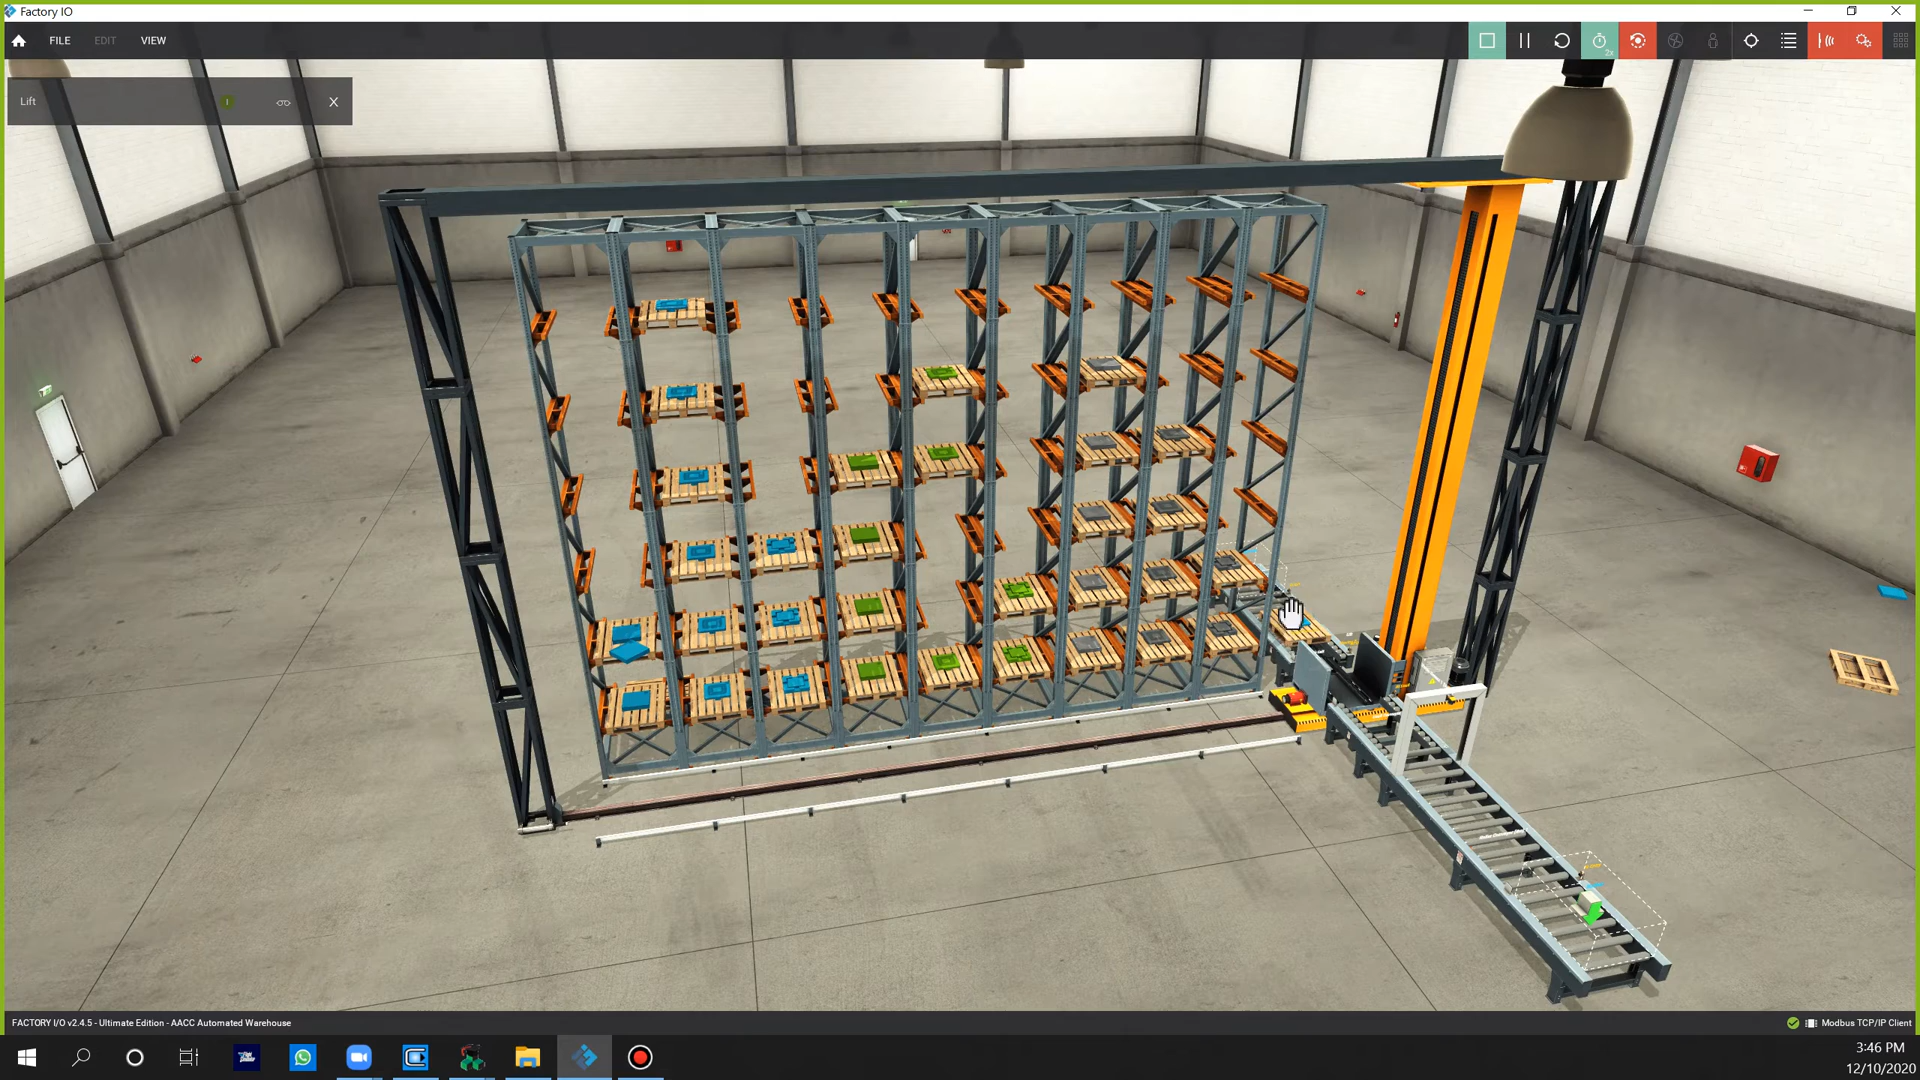 Factory IO
FILE EDIT VIEW
2x
Lift
FACTORY I/O v2.4.5 - Ultimate Edition - AACC Automated Warehouse
Modbus TCP/IP Client
3:46 PM
12/10/2020